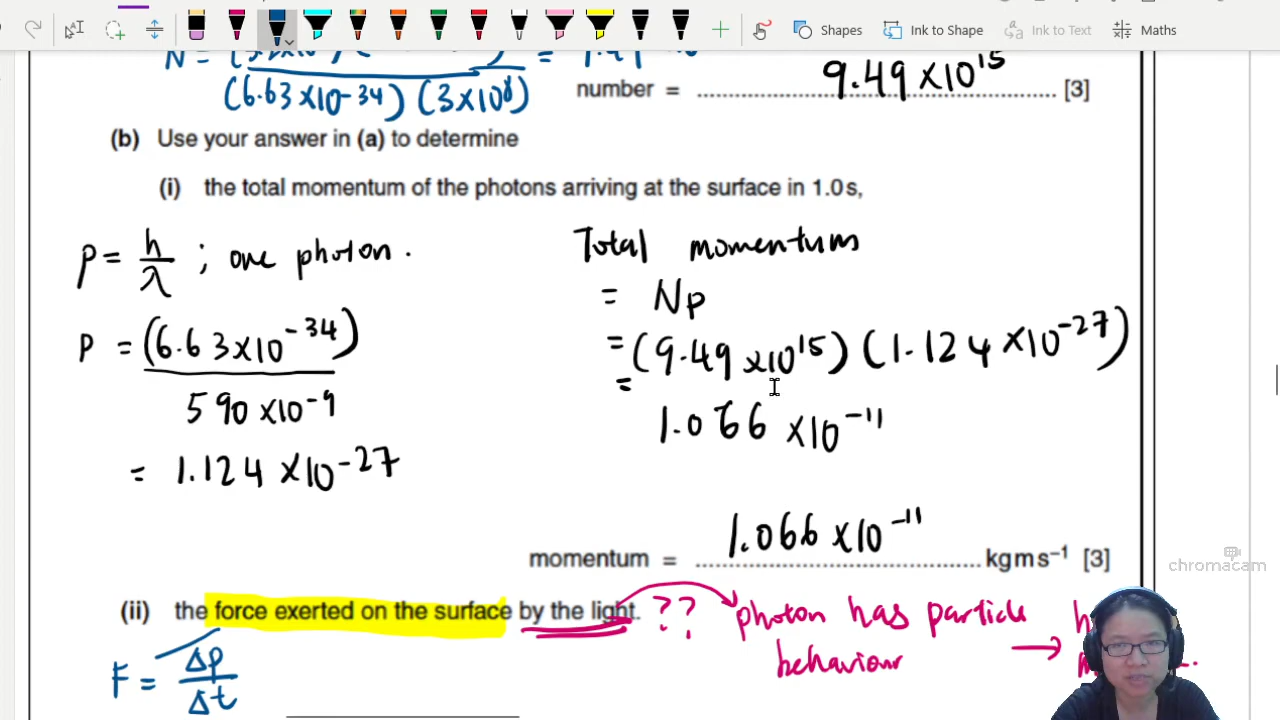 Shapes Ink to Shape Ink to Text Maths
N =
(6.63×10-34) (3×10⁸)
number = 9.49 ×10¹⁵ [3]
(b) Use your answer in (a) to determine
(i) the total momentum of the photons arriving at the surface in 1.0 s,
p = h/λ ; one photon.
P = (6.63×10⁻³⁴)
590 ×10⁻⁹
= 1.124 ×10⁻²⁷
Total momentum
= Np
= (9.49 ×10¹⁵) (1.124 ×10⁻²⁷)
=
1.066 ×10⁻¹¹
1.066 ×10⁻¹¹
momentum = kg m s⁻¹ [3]
chromacam
(ii) the force exerted on the surface by the light. ?? photon has particle
behaviour →
F = Δp/Δt